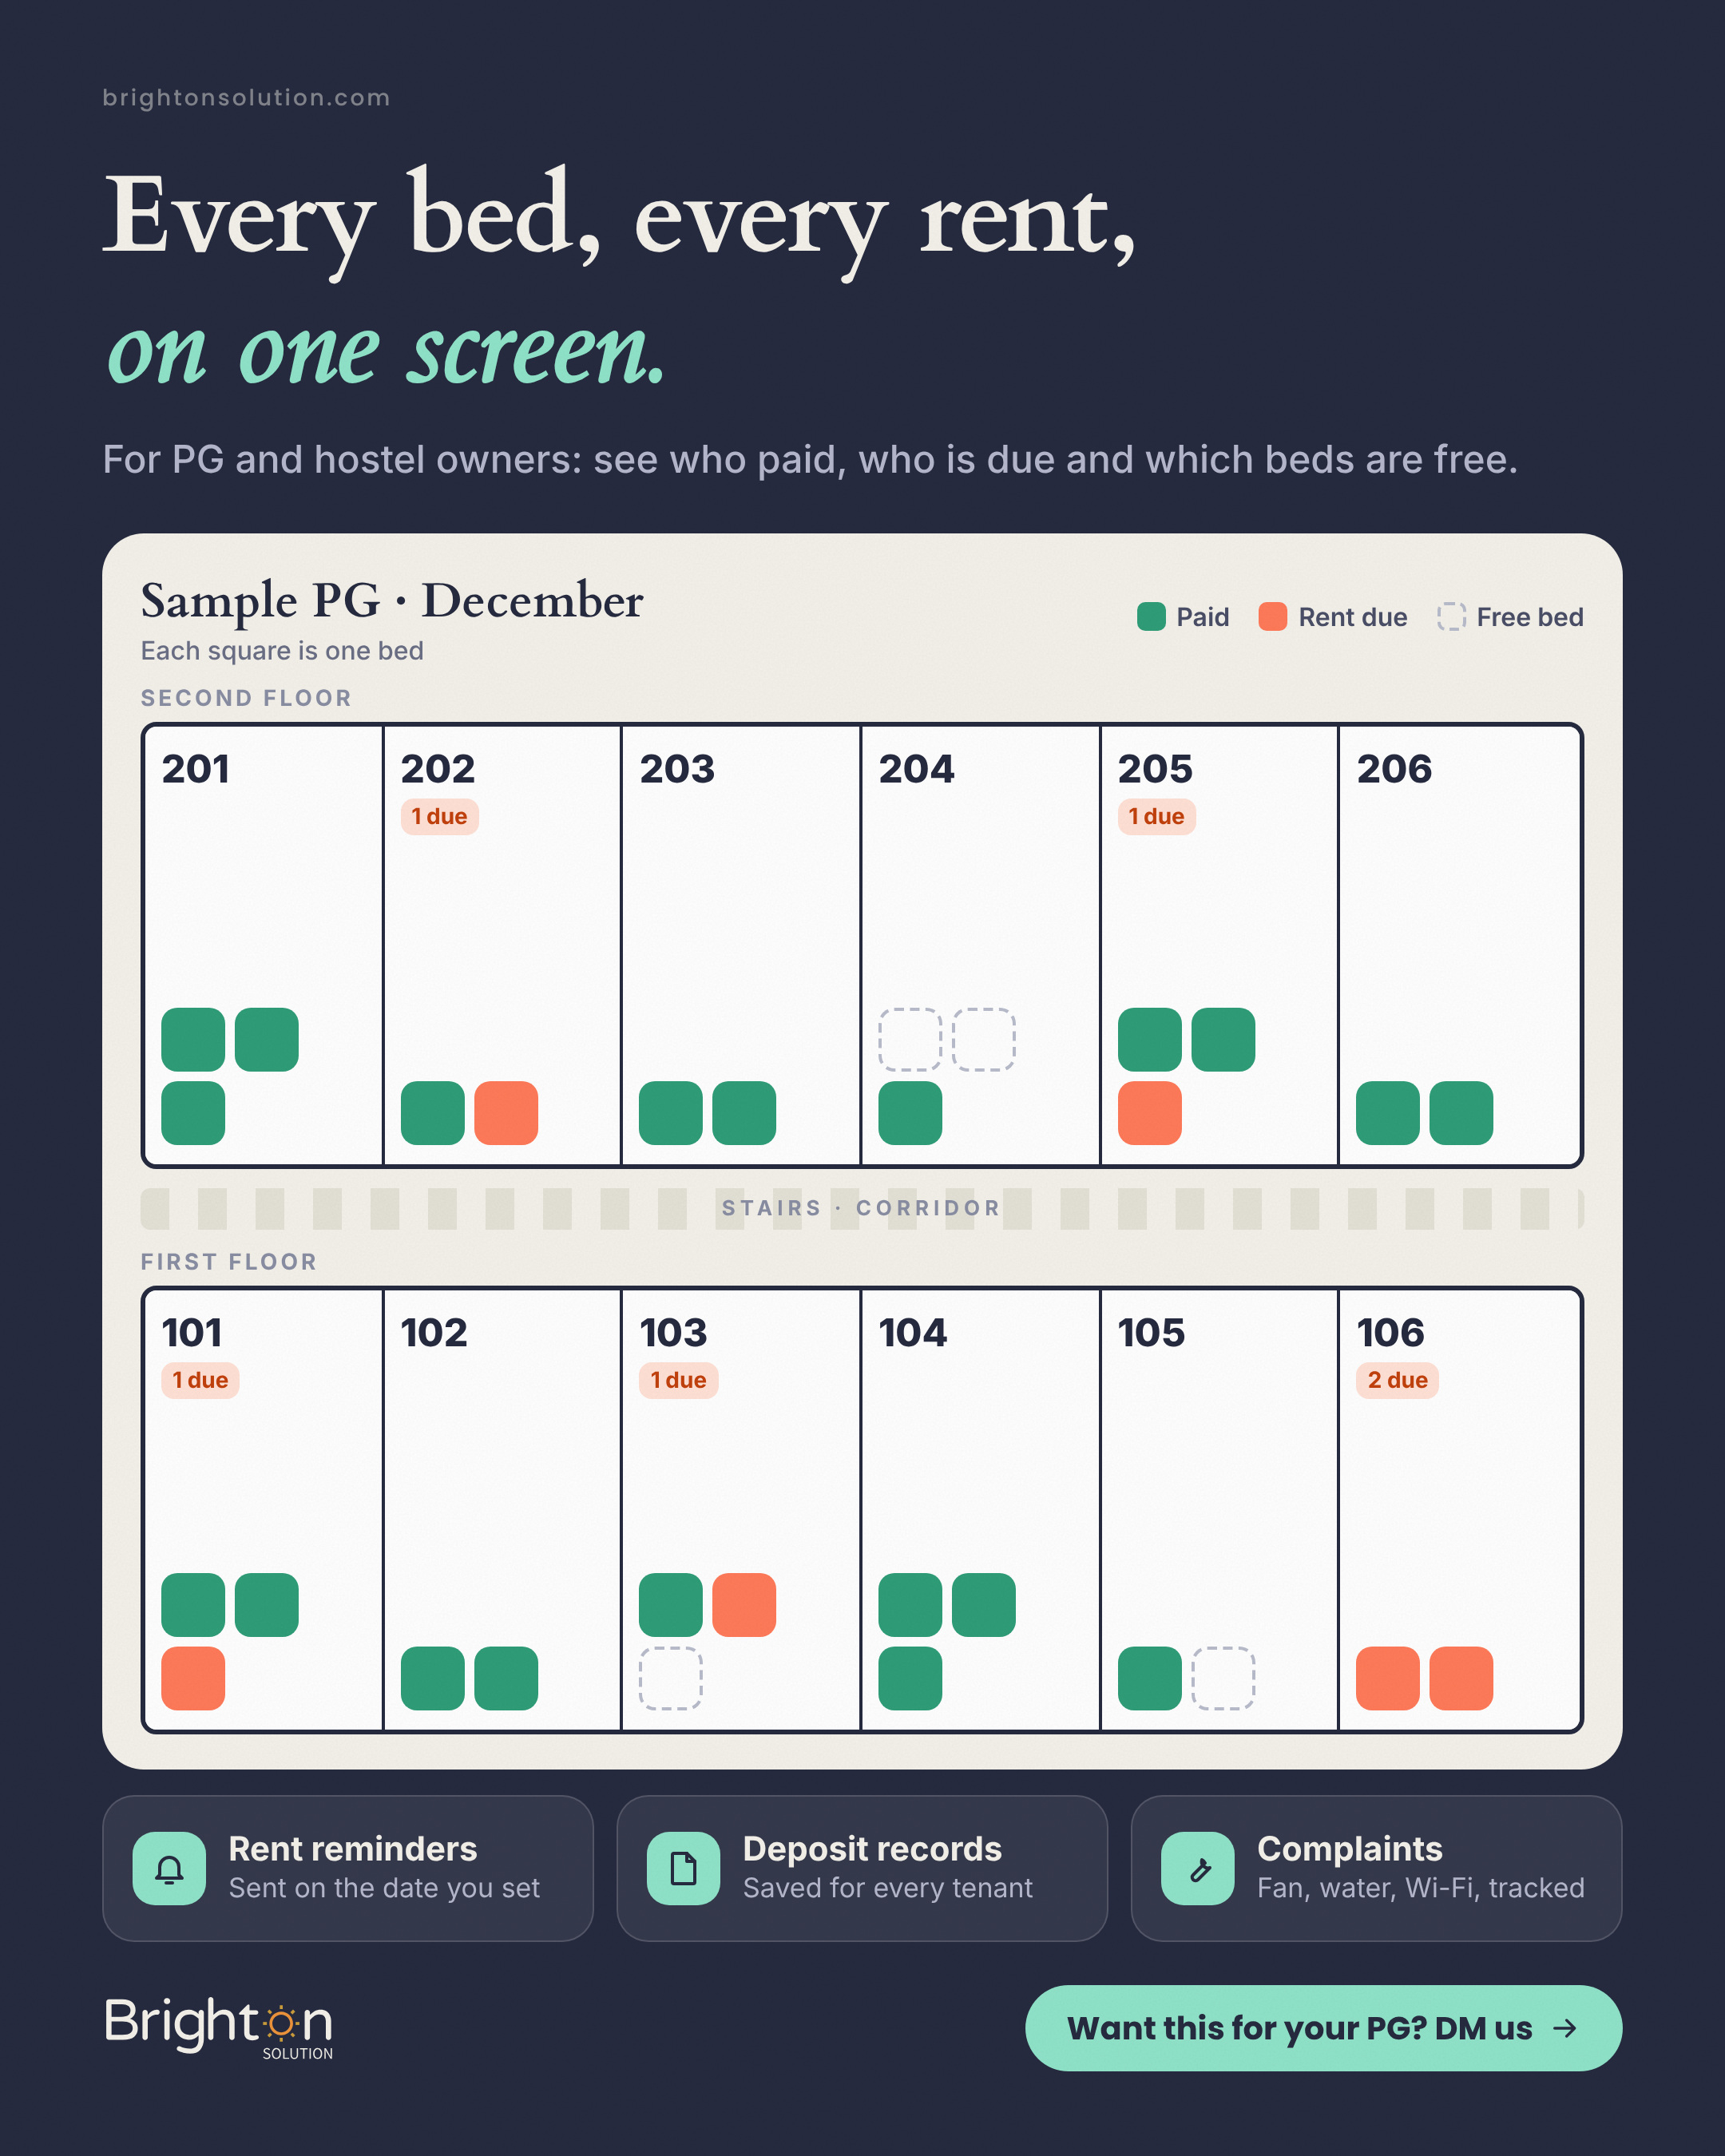 brightonsolution.com
Every bed, every rent,
on one screen.
For PG and hostel owners: see who paid, who is due and which beds are free.
Sample PG · December
Each square is one bed
Paid
Rent due
Free bed
SECOND FLOOR
201
202
203
204
205
206
1 due
1 due
STAIRS · CORRIDOR
FIRST FLOOR
101
102
103
104
105
106
1 due
1 due
2 due
Rent reminders
Sent on the date you set
Deposit records
Saved for every tenant
Complaints
Fan, water, Wi-Fi, tracked
Brighton
SOLUTION
Want this for your PG? DM us →